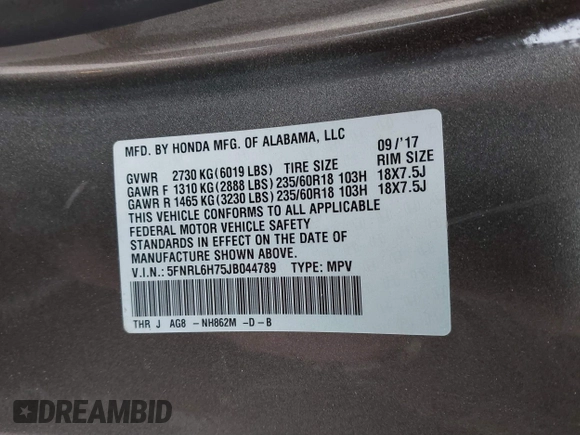 MFD. BY HONDA MFG. OF ALABAMA, LLC
09/'17
GVWR 2730 KG(6019 LBS) TIRE SIZE RIM SIZE
GAWR F 1310 KG(2888 LBS)235/60R18 103H 18X7.5J
GAWR R 1465 KG(3230 LBS)235/60R18 103H 18X7.5J
THIS VEHICLE CONFORMS TO ALL APPLICABLE
FEDERAL MOTOR VEHICLE SAFETY
STANDARDS IN EFFECT ON THE DATE OF
MANUFACTURE SHOWN ABOVE.
V.I.N.: 5FNRL6H75JB044789 TYPE: MPV
THR J AG8 -NH862M -D-B
DREAMBID